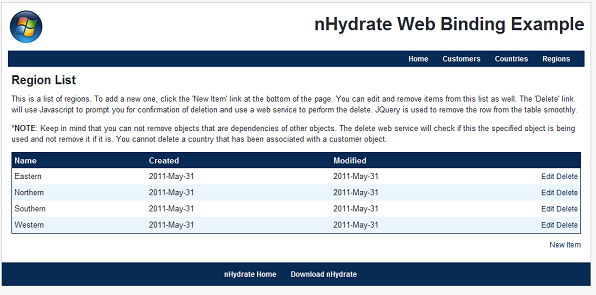 nHydrate Web Binding Example
Home Customers Countries Regions
Region List
This is a list of regions. To add a new one, click the 'New Item' link at the bottom of the page. You can edit and remove items from this list as well. The 'Delete' link
will use Javascript to prompt you for confirmation of deletion and use a web service to perform the delete. JQuery is used to remove the row from the table smoothly.
*NOTE: Keep in mind that you can not remove objects that are dependencies of other objects. The delete web service will check if this the specified object is being
used and not remove it if it is. You cannot delete a country that has been associated with a customer object.
Name Created Modified
Eastern 2011-May-31 2011-May-31 Edit Delete
Northern 2011-May-31 2011-May-31 Edit Delete
Southern 2011-May-31 2011-May-31 Edit Delete
Western 2011-May-31 2011-May-31 Edit Delete
New Item
nHydrate Home Download nHydrate